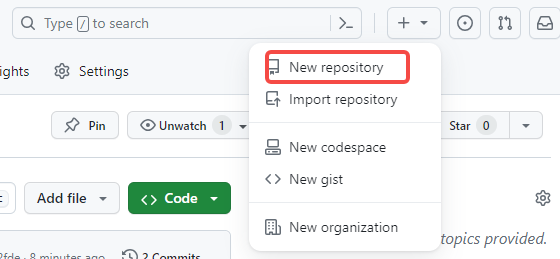 Type / to search
New repository
ights
Settings
Import repository
Pin
Unwatch 1
Star 0
New codespace
New gist
Add file
Code
New organization
topics provided.
2fde · 8 minutes ago
2 Commits